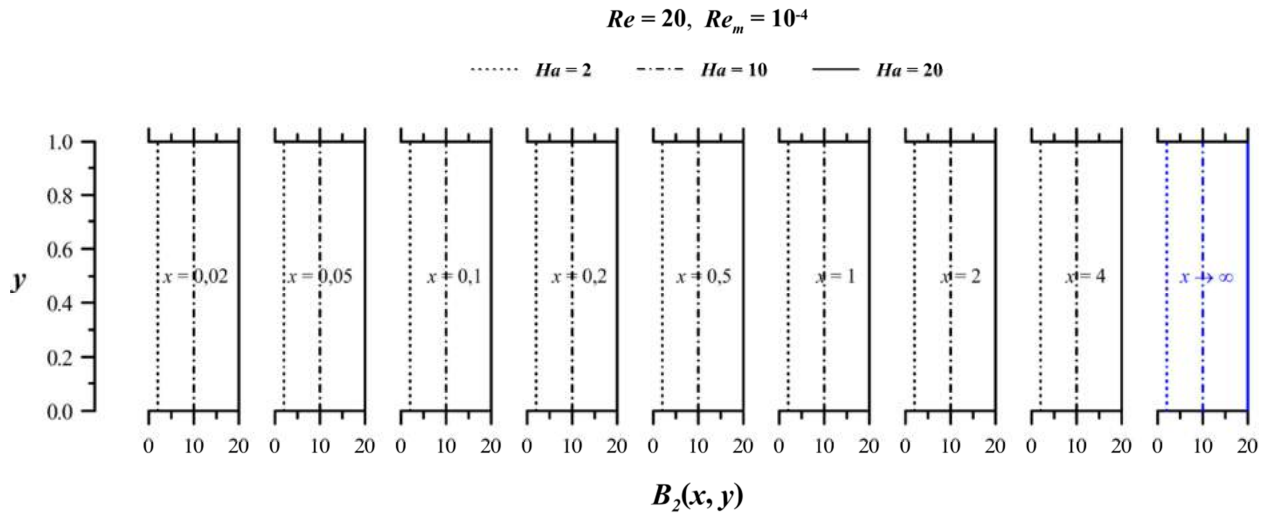 Re = 20, Reₘ = 10⁻⁴
Ha = 2 Ha = 10 Ha = 20
1.0
0.8
0.6
y
0.4
0.2
0.0
x = 0,02 x = 0,05 x = 0,1 x = 0,2 x = 0,5 x = 1 x = 2 x = 4 x → ∞
0 10 20 0 10 20 0 10 20 0 10 20 0 10 20 0 10 20 0 10 20 0 10 20 0 10 20
B₂(x, y)